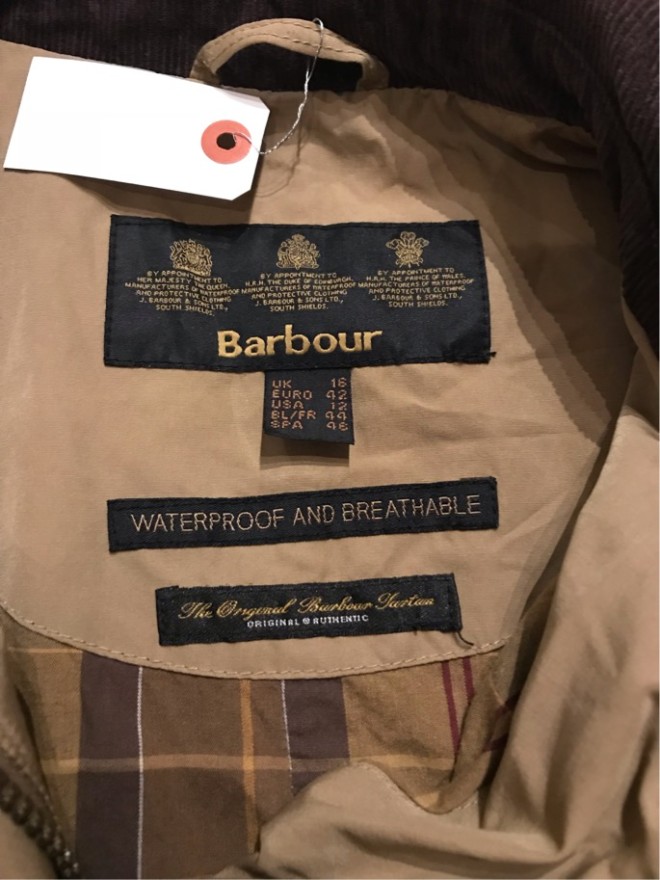 BY APPOINTMENT TO
HER MAJESTY THE QUEEN
MANUFACTURERS OF WATERPROOF
AND PROTECTIVE CLOTHING
J. BARBOUR & SONS LTD.,
SOUTH SHIELDS.
BY APPOINTMENT TO
H.R.H. THE DUKE OF EDINBURGH
MANUFACTURERS OF WATERPROOF
AND PROTECTIVE CLOTHING
J. BARBOUR & SONS LTD.,
SOUTH SHIELDS.
BY APPOINTMENT TO
H.R.H. THE PRINCE OF WALES
MANUFACTURERS OF WATERPROOF
AND PROTECTIVE CLOTHING
J. BARBOUR & SONS LTD.,
SOUTH SHIELDS.
Barbour
UK 16
EURO 42
USA 12
BL/FR 44
SPA 46
WATERPROOF AND BREATHABLE
The Original Barbour Tartan
ORIGINAL @ AUTHENTIC